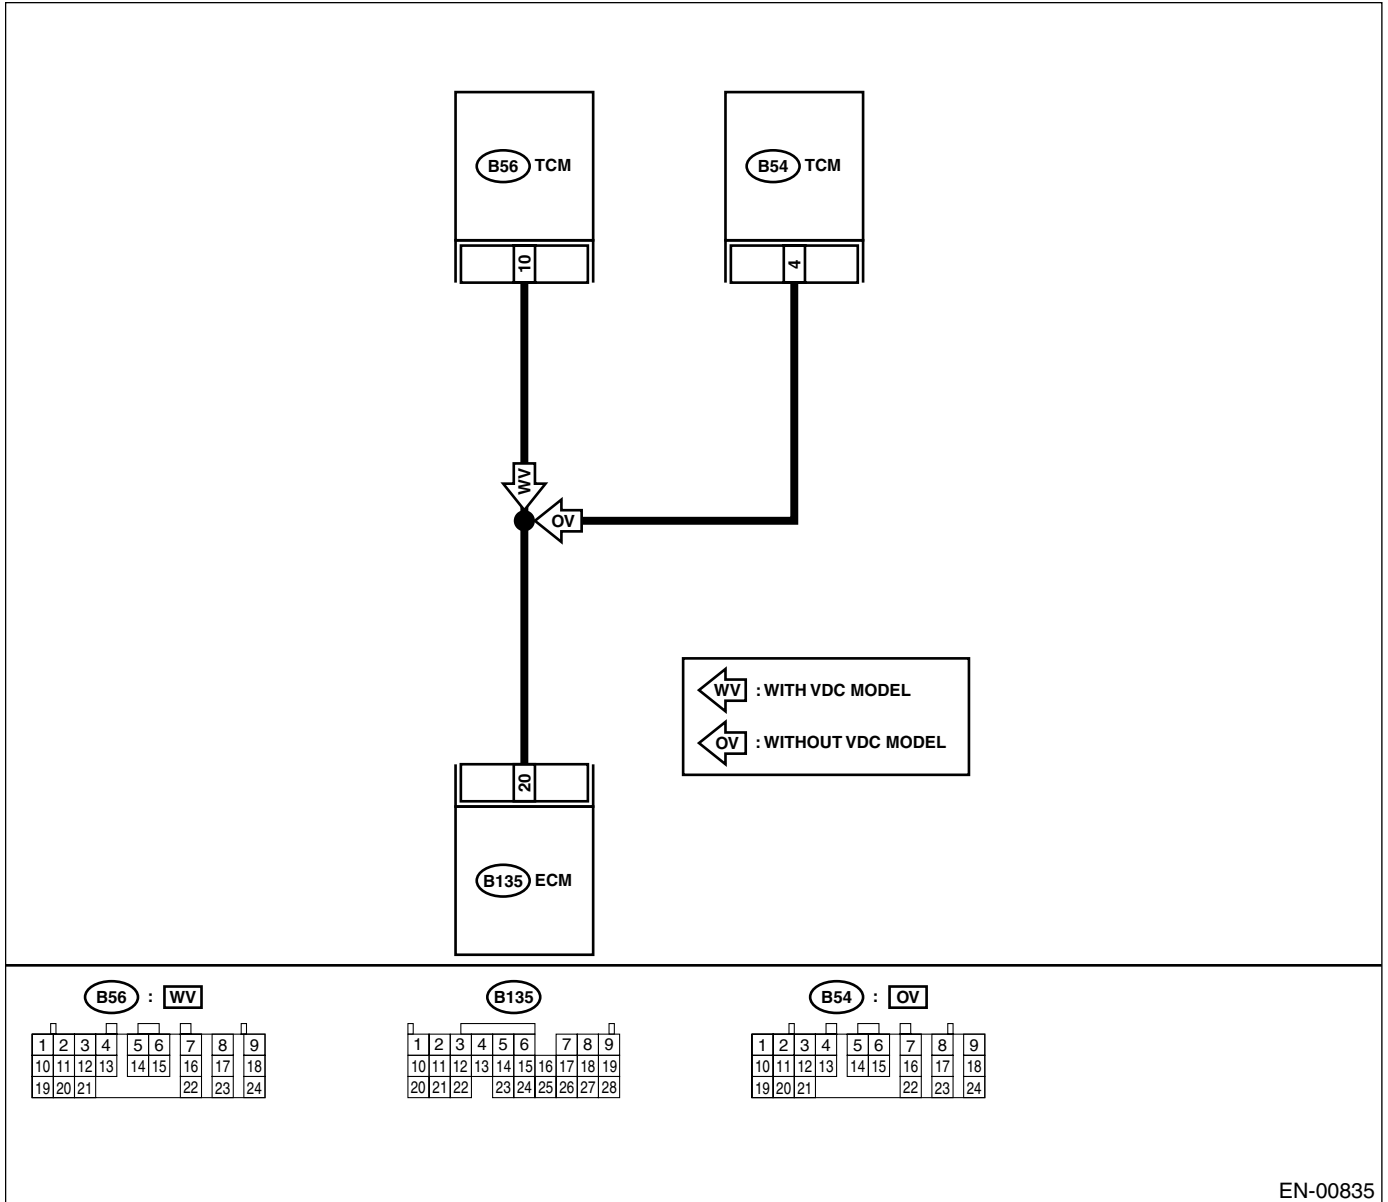 B56 TCM
B54 TCM
10
4
WV
OV
WV : WITH VDC MODEL
OV : WITHOUT VDC MODEL
20
B135 ECM
B56 : WV
1 2 3 4 5 6 7 8 9
10 11 12 13 14 15 16 17 18
19 20 21 22 23 24
B135
1 2 3 4 5 6 7 8 9
10 11 12 13 14 15 16 17 18 19
20 21 22 23 24 25 26 27 28
B54 : OV
1 2 3 4 5 6 7 8 9
10 11 12 13 14 15 16 17 18
19 20 21 22 23 24
EN-00835